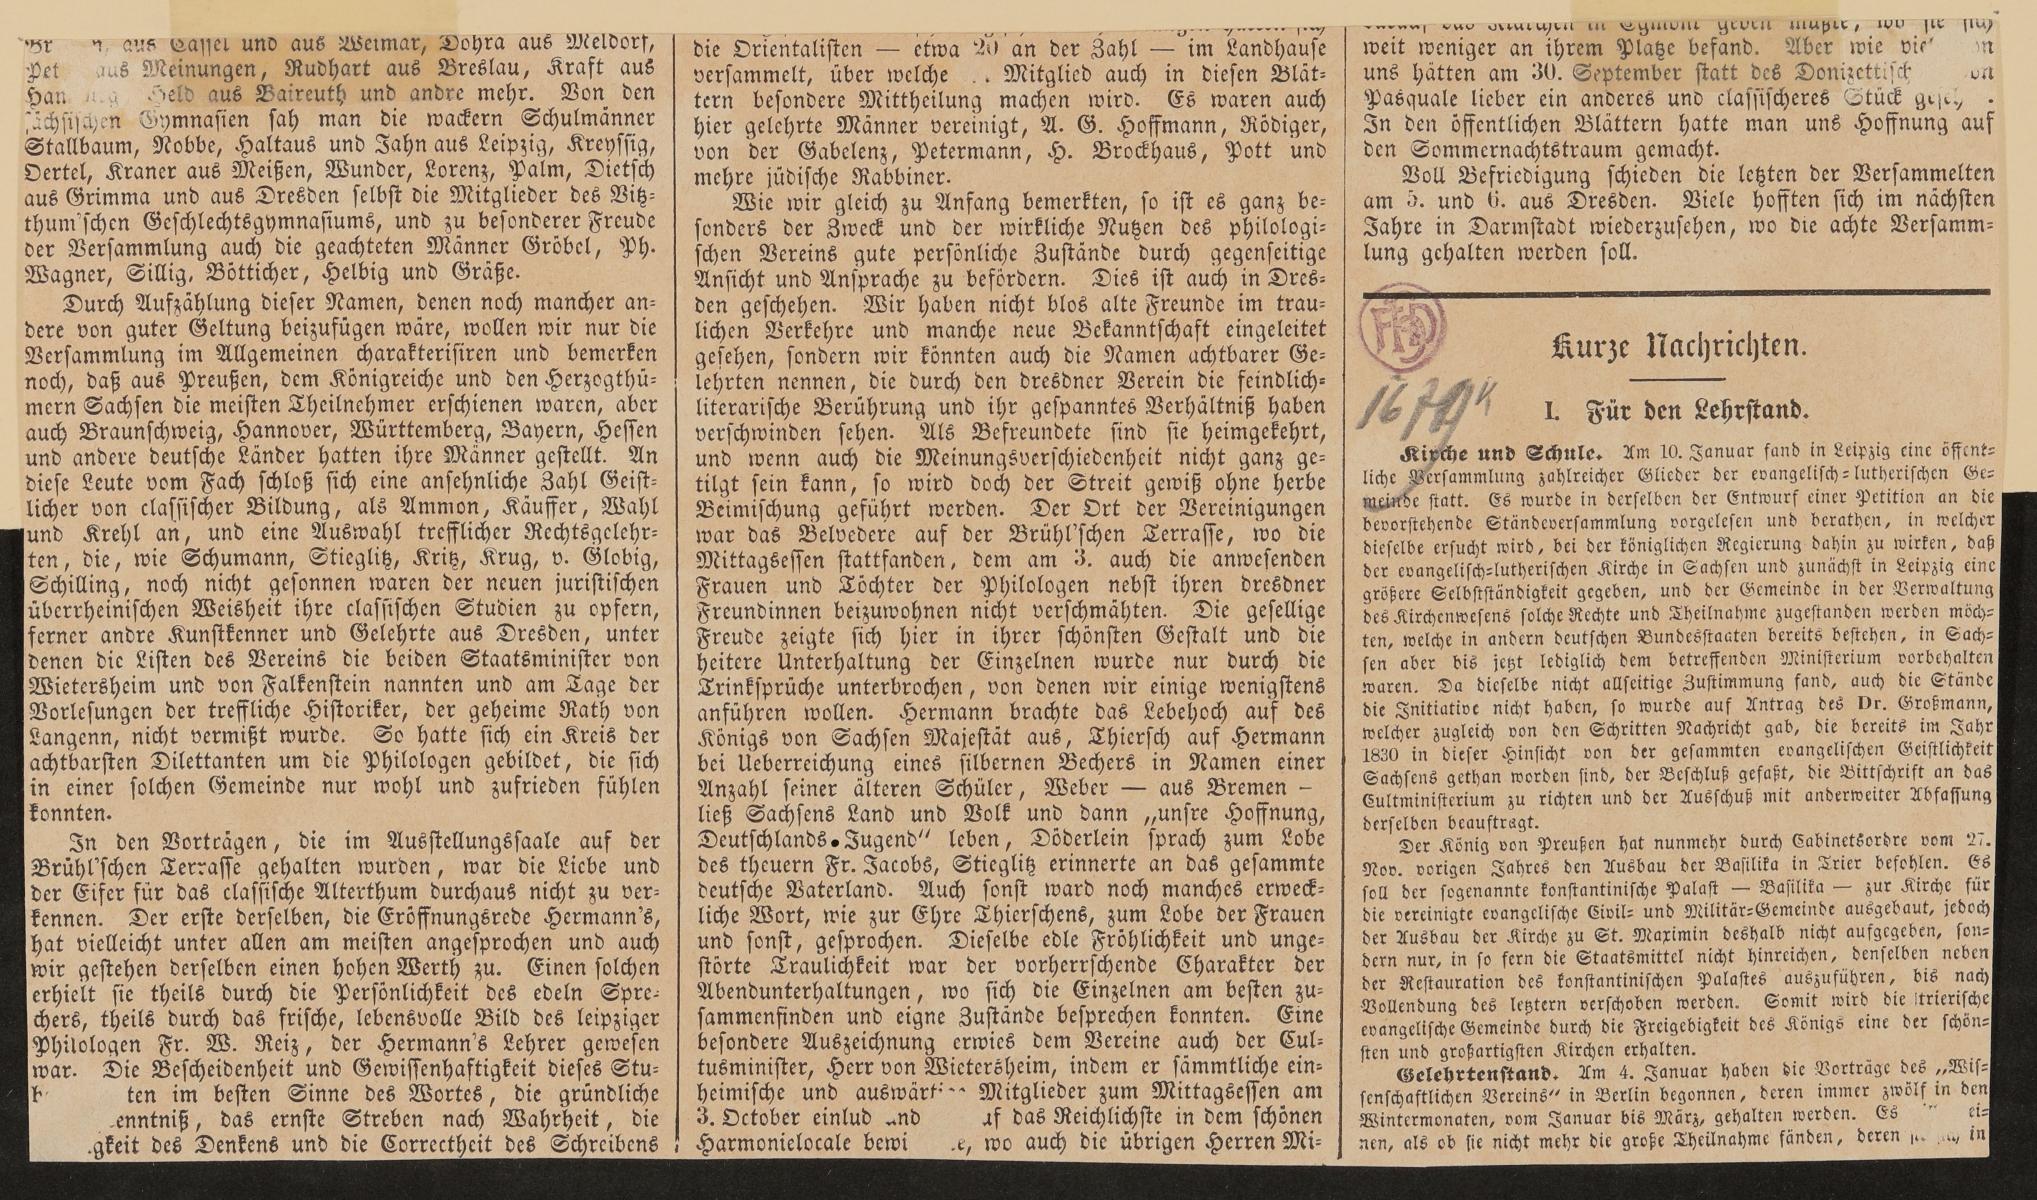 aus Cassel und aus Weimar, Dohra aus Meldorf,
aus Meinungen, Rudhart aus Breslau, Kraft aus
Held aus Baireuth und andre mehr. Von den
sächsischen Gymnasien sah man die wackern Schulmänner
Stallbaum, Nobbe, Haltaus und Jahn aus Leipzig, Kreyssig,
Oertel, Kraner aus Meißen, Wunder, Lorenz, Palm, Dietsch
aus Grimma und aus Dresden selbst die Mitglieder des Vitz-
thum'schen Geschlechtsgymnasiums, und zu besonderer Freude
der Versammlung auch die geachteten Männer Gröbel, Ph.
Wagner, Sillig, Bötticher, Helbig und Gräße.
Durch Aufzählung dieser Namen, denen noch mancher an-
dere von guter Geltung beizufügen wäre, wollen wir nur die
Versammlung im Allgemeinen charakterisiren und bemerken
noch, daß aus Preußen, dem Königreiche und den Herzogthü-
mern Sachsen die meisten Theilnehmer erschienen waren, aber
auch Braunschweig, Hannover, Württemberg, Bayern, Hessen
und andere deutsche Länder hatten ihre Männer gestellt. An
diese Leute vom Fach schloß sich eine ansehnliche Zahl Geist-
licher von classischer Bildung, als Ammon, Käuffer, Wahl
und Krehl an, und eine Auswahl trefflicher Rechtsgelehr-
ten, die, wie Schumann, Stieglitz, Kritz, Krug, v. Globig,
Schilling, noch nicht gesonnen waren der neuen juristischen
überrheinischen Weisheit ihre classischen Studien zu opfern,
ferner andre Kunstkenner und Gelehrte aus Dresden, unter
denen die Listen des Vereins die beiden Staatsminister von
Wietersheim und von Falkenstein nannten und am Tage der
Vorlesungen der treffliche Historiker, der geheime Rath von
Langenn, nicht vermißt wurde. So hatte sich ein Kreis der
achtbarsten Dilettanten um die Philologen gebildet, die sich
in einer solchen Gemeinde nur wohl und zufrieden fühlen
konnten.
In den Vorträgen, die im Ausstellungssaale auf der
Brühl'schen Terrasse gehalten wurden, war die Liebe und
der Eifer für das classische Alterthum durchaus nicht zu ver-
kennen. Der erste derselben, die Eröffnungsrede Hermann's,
hat vielleicht unter allen am meisten angesprochen und auch
wir gestehen derselben einen hohen Werth zu. Einen solchen
erhielt sie theils durch die Persönlichkeit des edeln Spre-
chers, theils durch das frische, lebensvolle Bild des leipziger
Philologen Fr. W. Reiz, der Hermann's Lehrer gewesen
war. Die Bescheidenheit und Gewissenhaftigkeit dieses Stu-
ten im besten Sinne des Wortes, die gründliche
enntniß, das ernste Streben nach Wahrheit, die
gkeit des Denkens und die Correctheit des Schreibens
die Orientalisten — etwa 20 an der Zahl — im Landhause
versammelt, über welche Mitglied auch in diesen Blät-
tern besondere Mittheilung machen wird. Es waren auch
hier gelehrte Männer vereinigt, A. G. Hoffmann, Rödiger,
von der Gabelenz, Petermann, H. Brockhaus, Pott und
mehre jüdische Rabbiner.
Wie wir gleich zu Anfang bemerkten, so ist es ganz be-
sonders der Zweck und der wirkliche Nutzen des philologi-
schen Vereins gute persönliche Zustände durch gegenseitige
Ansicht und Ansprache zu befördern. Dies ist auch in Dres-
den geschehen. Wir haben nicht blos alte Freunde im trau-
lichen Verkehre und manche neue Bekanntschaft eingeleitet
gesehen, sondern wir könnten auch die Namen achtbarer Ge-
lehrten nennen, die durch den dresdner Verein die feindlich-
literarische Berührung und ihr gespanntes Verhältniß haben
verschwinden sehen. Als Befreundete sind sie heimgekehrt,
und wenn auch die Meinungsverschiedenheit nicht ganz ge-
tilgt sein kann, so wird doch der Streit gewiß ohne herbe
Beimischung geführt werden. Der Ort der Vereinigungen
war das Belvedere auf der Brühl'schen Terrasse, wo die
Mittagsessen stattfanden, dem am 3. auch die anwesenden
Frauen und Töchter der Philologen nebst ihren dresdner
Freundinnen beizuwohnen nicht verschmähten. Die gesellige
Freude zeigte sich hier in ihrer schönsten Gestalt und die
heitere Unterhaltung der Einzelnen wurde nur durch die
Trinksprüche unterbrochen, von denen wir einige wenigstens
anführen wollen. Hermann brachte das Lebehoch auf des
Königs von Sachsen Majestät aus, Thiersch auf Hermann
bei Ueberreichung eines silbernen Bechers in Namen einer
Anzahl seiner älteren Schüler, Weber — aus Bremen –
ließ Sachsens Land und Volk und dann „unsre Hoffnung,
Deutschlands Jugend" leben, Döderlein sprach zum Lobe
des theuern Fr. Jacobs, Stieglitz erinnerte an das gesammte
deutsche Vaterland. Auch sonst ward noch manches erweck-
liche Wort, wie zur Ehre Thierschens, zum Lobe der Frauen
und sonst, gesprochen. Dieselbe edle Fröhlichkeit und unge-
störte Traulichkeit war der vorherrschende Charakter der
Abendunterhaltungen, wo sich die Einzelnen am besten zu-
sammenfinden und eigne Zustände besprechen konnten. Eine
besondere Auszeichnung erwies dem Vereine auch der Cul-
tusminister, Herr von Wietersheim, indem er sämmtliche ein-
heimische und auswärti Mitglieder zum Mittagsessen am
3. October einlud und auf das Reichlichste in dem schönen
Harmonielocale bewi e, wo auch die übrigen Herren Mi-
darauf das Klärchen in Egmont geben mußte, wo sie sich
weit weniger an ihrem Platze befand. Aber wie viel
uns hätten am 30. September statt des Donizettisch
Pasquale lieber ein anderes und classischeres Stück
In den öffentlichen Blättern hatte man uns Hoffnung auf
den Sommernachtstraum gemacht.
Voll Befriedigung schieden die letzten der Versammelten
am 5. und 6. aus Dresden. Viele hofften sich im nächsten
Jahre in Darmstadt wiederzusehen, wo die achte Versamm-
lung gehalten werden soll.
Kurze Nachrichten.
1679
I. Für den Lehrstand.
Kirche und Schule. Am 10. Januar fand in Leipzig eine öffent-
liche Versammlung zahlreicher Glieder der evangelisch-lutherischen Ge-
meinde statt. Es wurde in derselben der Entwurf einer Petition an die
bevorstehende Ständeversammlung vorgelesen und berathen, in welcher
dieselbe ersucht wird, bei der königlichen Regierung dahin zu wirken, daß
der evangelisch-lutherischen Kirche in Sachsen und zunächst in Leipzig eine
größere Selbstständigkeit gegeben, und der Gemeinde in der Verwaltung
des Kirchenwesens solche Rechte und Theilnahme zugestanden werden möch-
ten, welche in andern deutschen Bundesstaaten bereits bestehen, in Sach-
sen aber bis jetzt lediglich dem betreffenden Ministerium vorbehalten
waren. Da dieselbe nicht allseitige Zustimmung fand, auch die Stände
die Initiative nicht haben, so wurde auf Antrag des Dr. Großmann,
welcher zugleich von den Schritten Nachricht gab, die bereits im Jahr
1830 in dieser Hinsicht von der gesammten evangelischen Geistlichkeit
Sachsens gethan worden sind, der Beschluß gefaßt, die Bittschrift an das
Cultministerium zu richten und der Ausschuß mit anderweiter Abfassung
derselben beauftragt.
Der König von Preußen hat nunmehr durch Cabinetsordre vom 27.
Nov. vorigen Jahres den Ausbau der Basilika in Trier befohlen. Es
soll der sogenannte konstantinische Palast — Basilika — zur Kirche für
die vereinigte evangelische Civil- und Militär-Gemeinde ausgebaut, jedoch
der Ausbau der Kirche zu St. Maximin deshalb nicht aufgegeben, son-
dern nur, in so fern die Staatsmittel nicht hinreichen, denselben neben
der Restauration des konstantinischen Palastes auszuführen, bis nach
Vollendung des letztern verschoben werden. Somit wird die trierische
evangelische Gemeinde durch die Freigebigkeit des Königs eine der schön-
sten und großartigsten Kirchen erhalten.
Gelehrtenstand. Am 4. Januar haben die Vorträge des „Wis-
senschaftlichen Vereins" in Berlin begonnen, deren immer zwölf in den
Wintermonaten, vom Januar bis März, gehalten werden. Es ei-
nen, als ob sie nicht mehr die große Theilnahme fänden, deren in